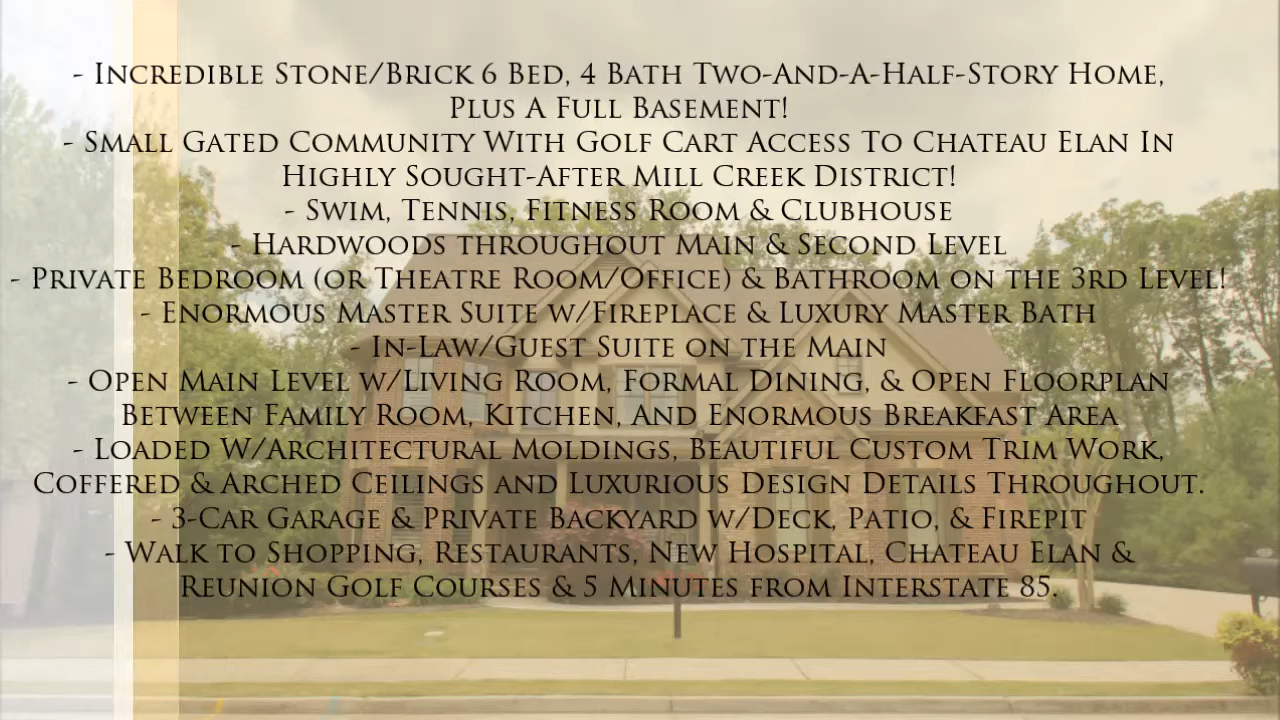 - Incredible Stone/Brick 6 Bed, 4 Bath Two-And-A-Half-Story Home,
Plus A Full Basement!
- Small Gated Community With Golf Cart Access To Chateau Elan In
Highly Sought-After Mill Creek District!
- Swim, Tennis, Fitness Room & Clubhouse
- Hardwoods throughout Main & Second Level
- Private Bedroom (or Theatre Room/Office) & Bathroom on the 3rd Level!
- Enormous Master Suite w/Fireplace & Luxury Master Bath
- In-Law/Guest Suite on the Main
- Open Main Level w/Living Room, Formal Dining, & Open Floorplan
Between Family Room, Kitchen, And Enormous Breakfast Area
- Loaded W/Architectural Moldings, Beautiful Custom Trim Work,
Coffered & Arched Ceilings and Luxurious Design Details Throughout.
- 3-Car Garage & Private Backyard w/Deck, Patio, & Firepit
- Walk to Shopping, Restaurants, New Hospital, Chateau Elan &
Reunion Golf Courses & 5 Minutes from Interstate 85.